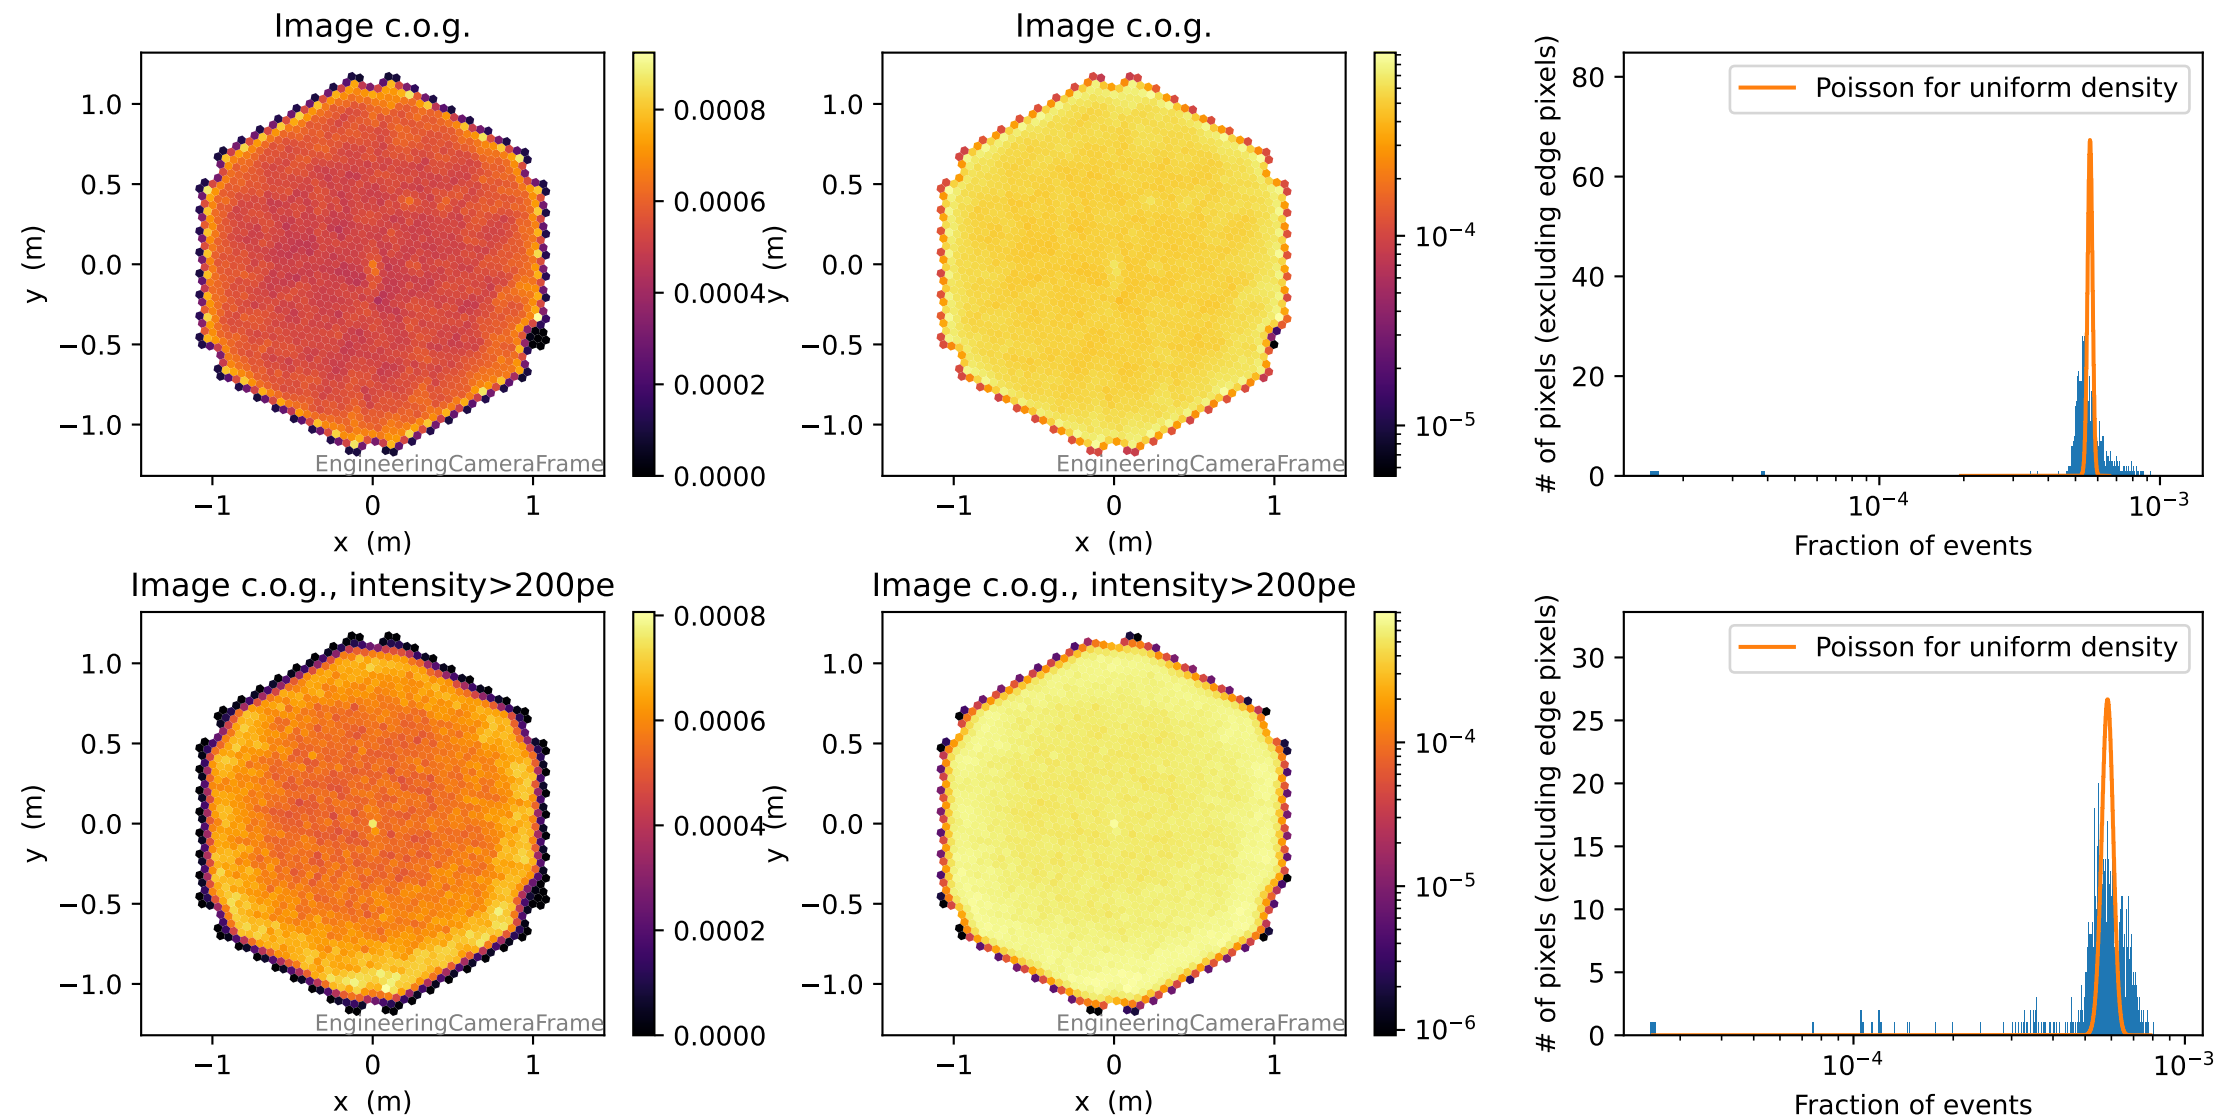 Image c.o.g.
y (m)
1.0
0.5
0.0
−0.5
−1.0
EngineeringCameraFrame
−1 0 1
x (m)
0.0008
0.0006
0.0004
0.0002
0.0000
Image c.o.g.
y (m)
1.0
0.5
0.0
−0.5
−1.0
EngineeringCameraFrame
−1 0 1
x (m)
10⁻⁴
10⁻⁵
# of pixels (excluding edge pixels)
80
60
40
20
0
Poisson for uniform density
10⁻⁴ 10⁻³
Fraction of events
Image c.o.g., intensity>200pe
y (m)
1.0
0.5
0.0
−0.5
−1.0
EngineeringCameraFrame
−1 0 1
x (m)
0.0008
0.0006
0.0004
0.0002
0.0000
Image c.o.g., intensity>200pe
y (m)
1.0
0.5
0.0
−0.5
−1.0
EngineeringCameraFrame
−1 0 1
x (m)
10⁻⁴
10⁻⁵
10⁻⁶
# of pixels (excluding edge pixels)
30
25
20
15
10
5
0
Poisson for uniform density
10⁻⁴ 10⁻³
Fraction of events